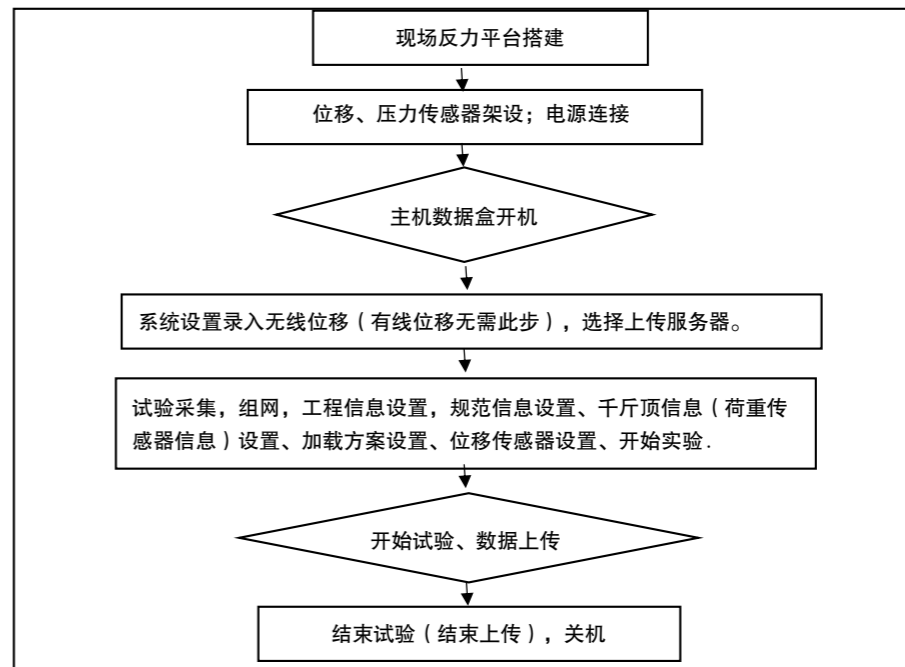 现场反力平台搭建
位移、压力传感器架设；电源连接
主机数据盒开机
系统设置录入无线位移（有线位移无需此步），选择上传服务器。
试验采集，组网，工程信息设置，规范信息设置、千斤顶信息（荷重传
感器信息）设置、加载方案设置、位移传感器设置、开始实验.
开始试验、数据上传
结束试验（结束上传），关机